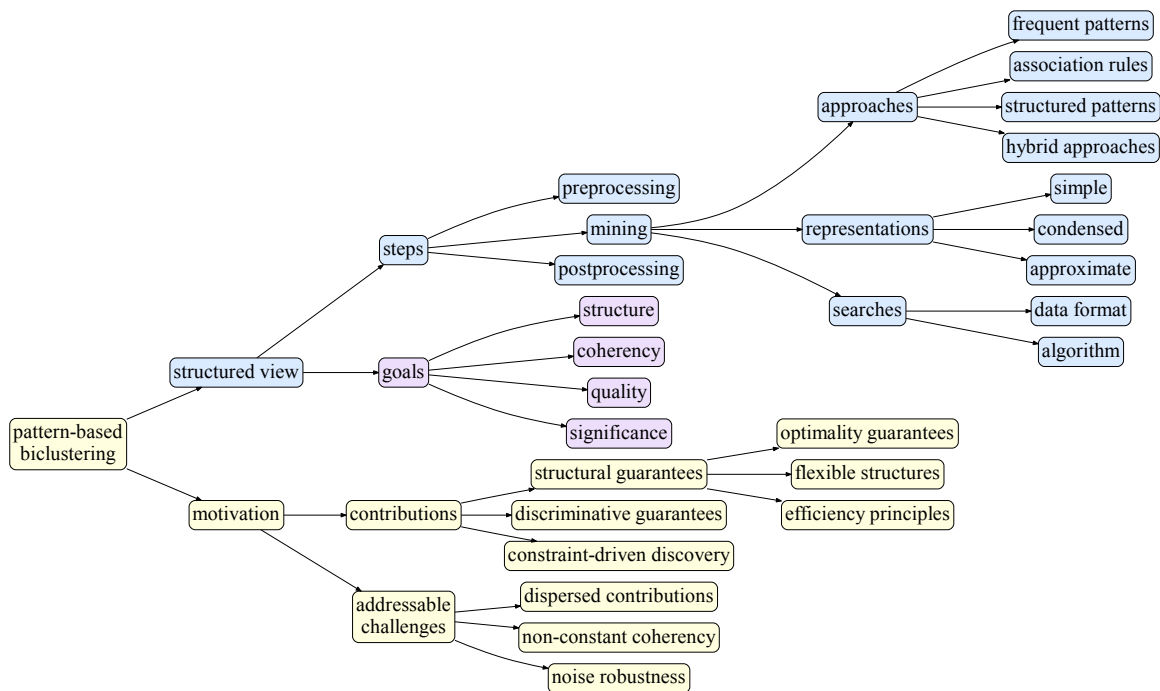 frequent patterns
association rules
approaches
structured patterns
hybrid approaches
preprocessing
simple
mining
representations
condensed
steps
postprocessing
approximate
structure
searches
data format
coherency
algorithm
structured view
goals
quality
significance
optimality guarantees
pattern-based
biclustering
structural guarantees
flexible structures
motivation
contributions
discriminative guarantees
efficiency principles
constraint-driven discovery
dispersed contributions
addressable
challenges
non-constant coherency
noise robustness